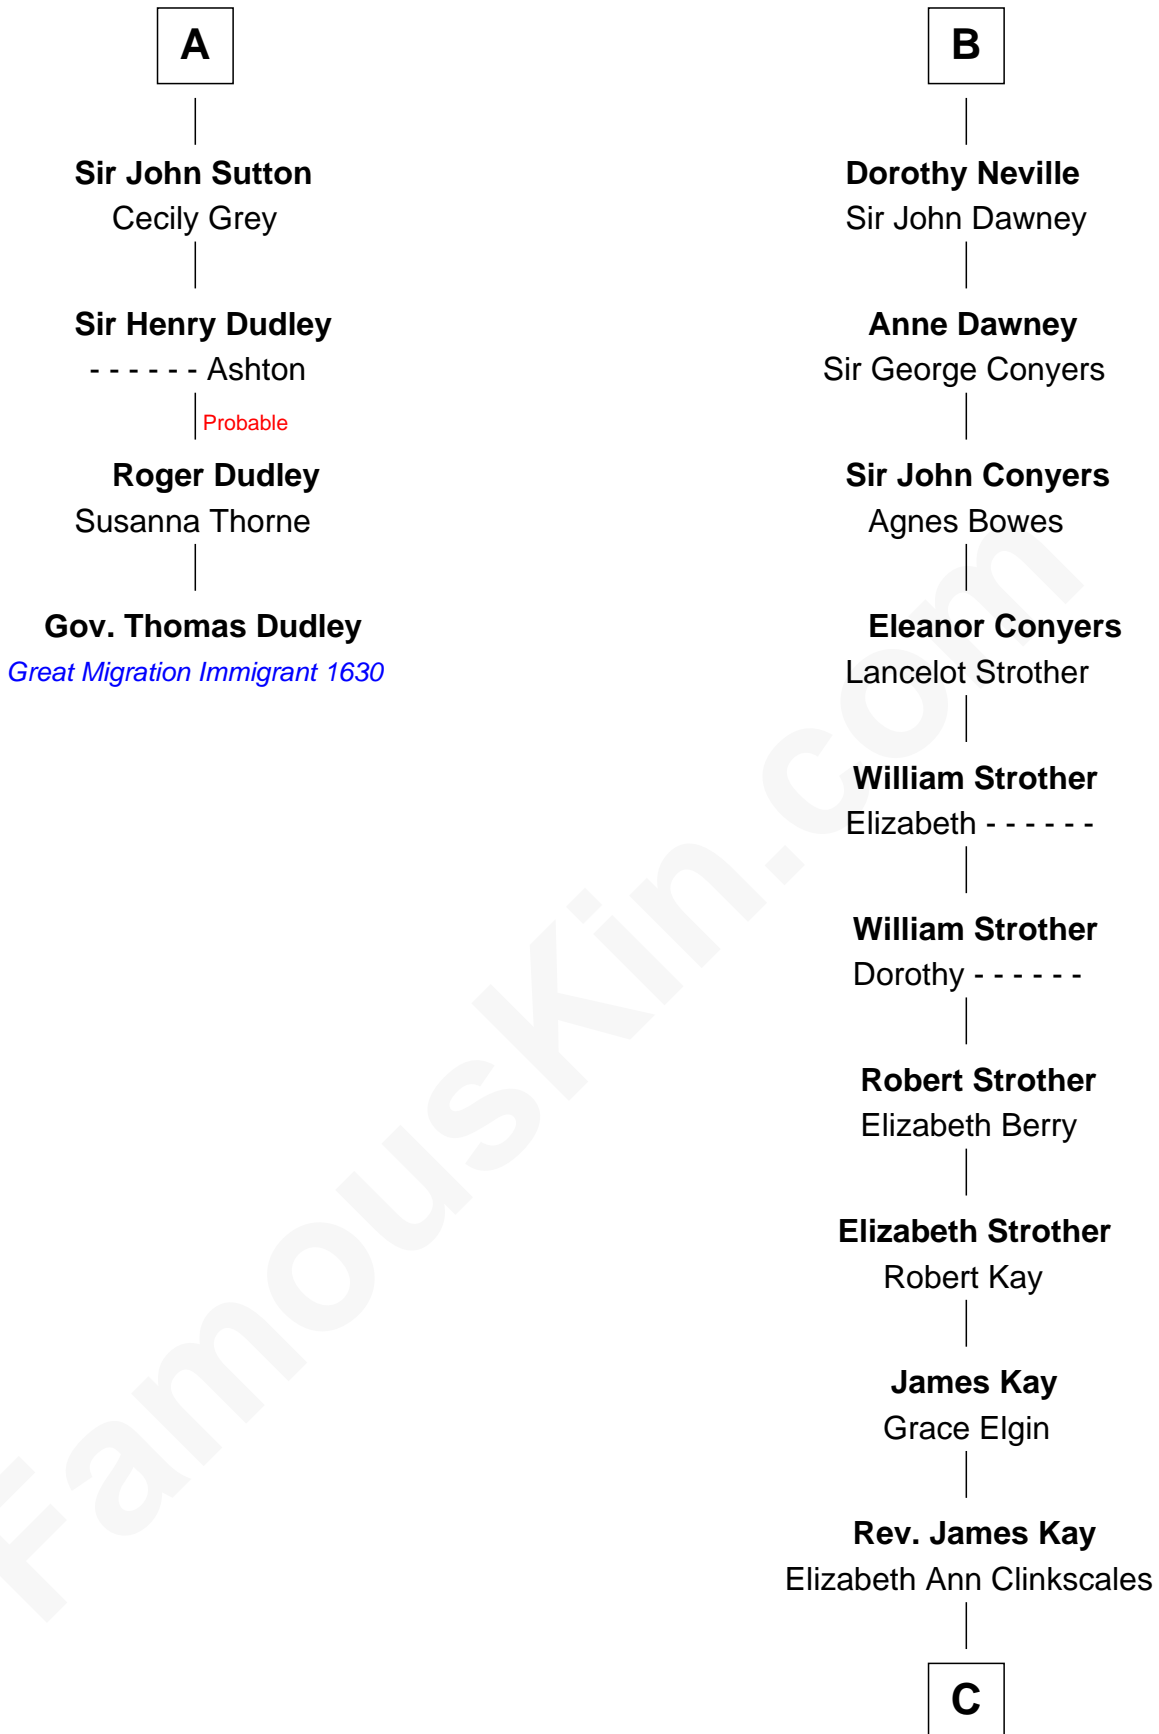 A
Sir John Sutton
Cecily Grey
Sir Henry Dudley
- - - - - - Ashton
Probable
Roger Dudley
Susanna Thorne
Gov. Thomas Dudley
Great Migration Immigrant 1630
B
Dorothy Neville
Sir John Dawney
Anne Dawney
Sir George Conyers
Sir John Conyers
Agnes Bowes
Eleanor Conyers
Lancelot Strother
William Strother
Elizabeth - - - - - -
William Strother
Dorothy - - - - - -
Robert Strother
Elizabeth Berry
Elizabeth Strother
Robert Kay
James Kay
Grace Elgin
Rev. James Kay
Elizabeth Ann Clinkscales
C
FamousKin.com